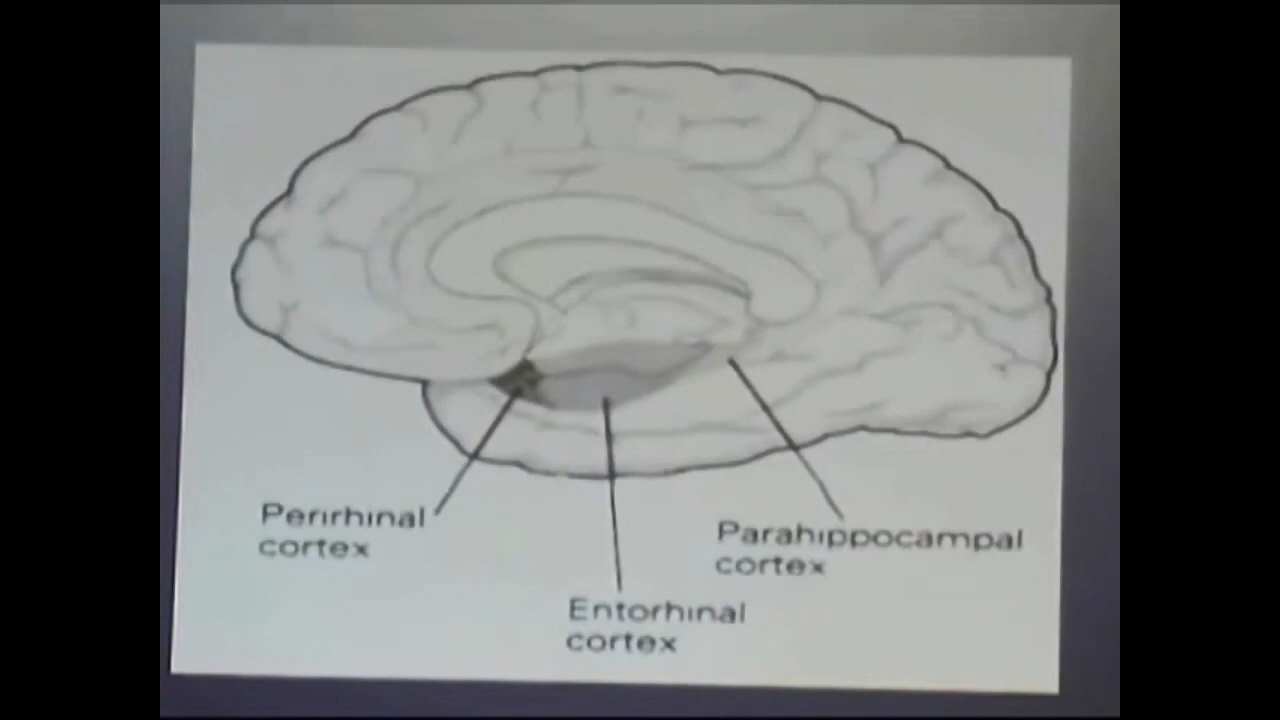 Perirhinal
cortex
Entorhinal
cortex
Parahippocampal
cortex